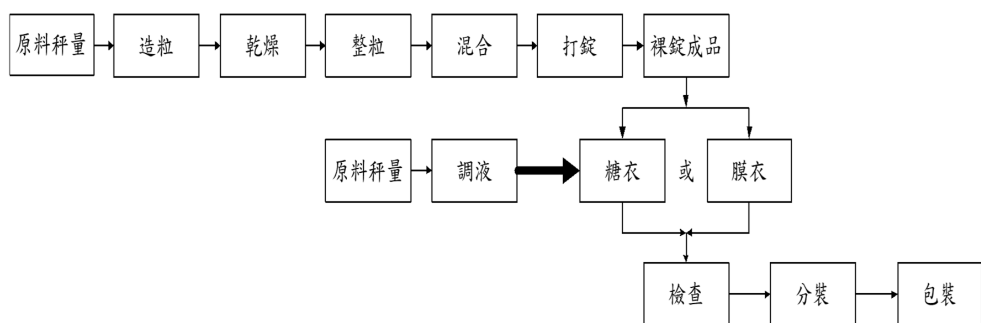 原料秤量
造粒
乾燥
整粒
混合
打錠
裸錠成品
原料秤量
調液
糖衣
或
膜衣
檢查
分裝
包裝